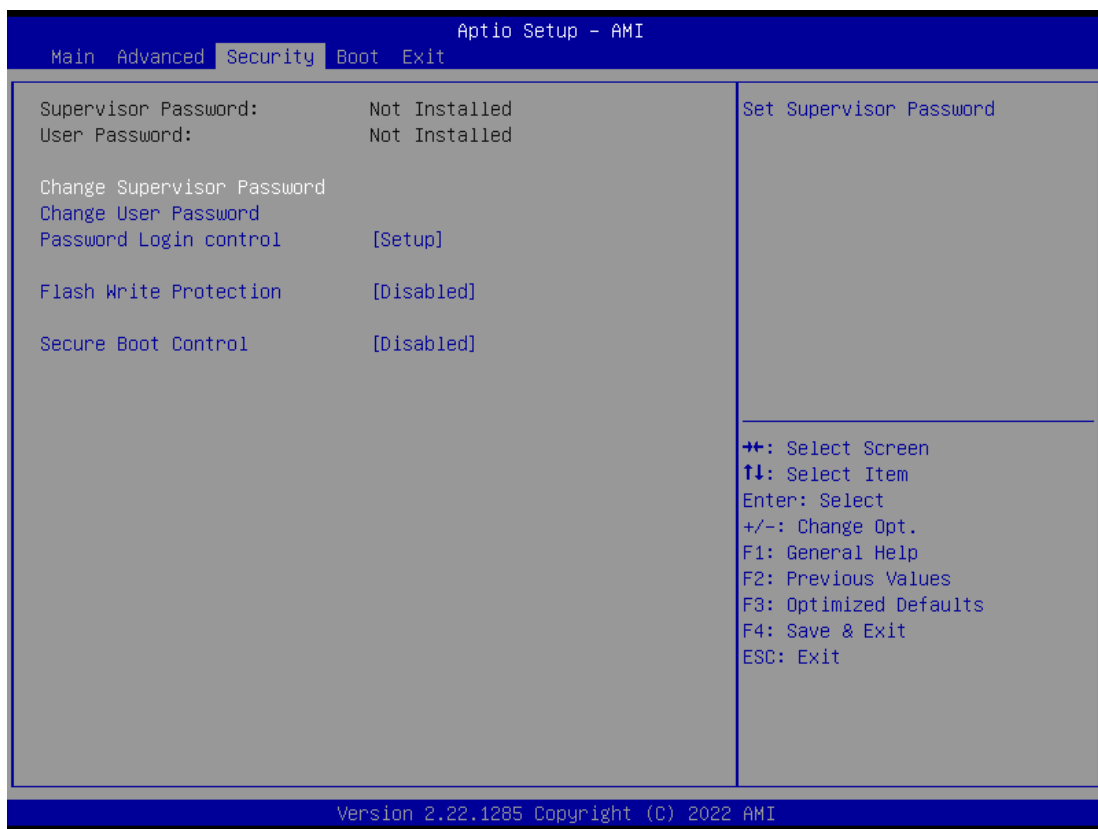 Aptio Setup – AMI
Main Advanced Security Boot Exit
Supervisor Password: Not Installed
User Password: Not Installed
Change Supervisor Password
Change User Password
Password Login control [Setup]
Flash Write Protection [Disabled]
Secure Boot Control [Disabled]
Set Supervisor Password
→←: Select Screen
↑↓: Select Item
Enter: Select
+/-: Change Opt.
F1: General Help
F2: Previous Values
F3: Optimized Defaults
F4: Save & Exit
ESC: Exit
Version 2.22.1285 Copyright (C) 2022 AMI